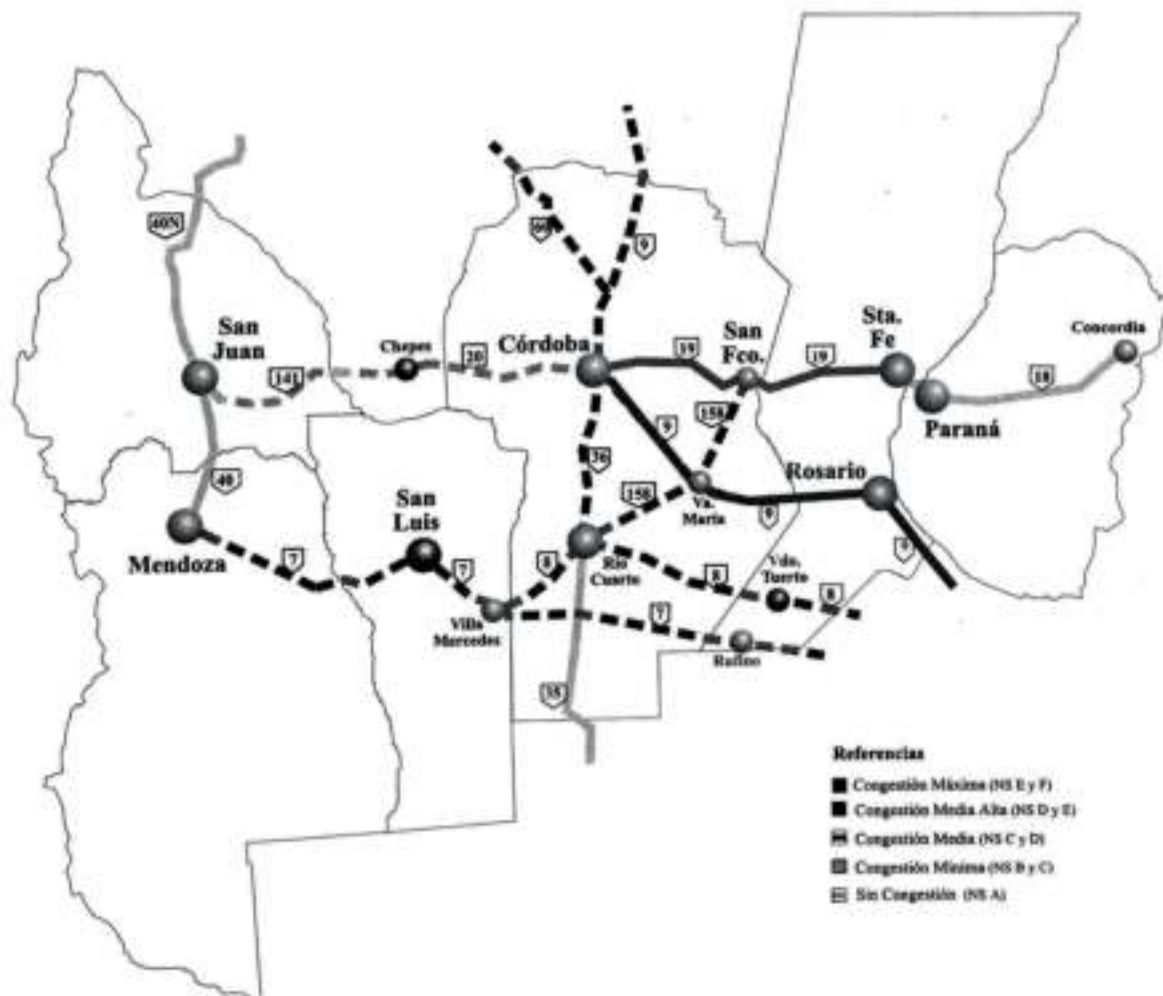 40N
60
9
San
Juan
Chepes
20
141
Córdoba
19
San
Fco.
19
Sta.
Fe
Concordia
18
Paraná
158
9
36
158
Va.
María
9
Rosario
9
40
Mendoza
7
San
Luis
7
8
Río
Cuarto
Villa
Mercedes
8
Vdo.
Tuerto
8
7
Rufino
35
Referencias
Congestión Máxima (NS E y F)
Congestión Media Alta (NS D y E)
Congestión Media (NS C y D)
Congestión Mínima (NS B y C)
Sin Congestión (NS A)